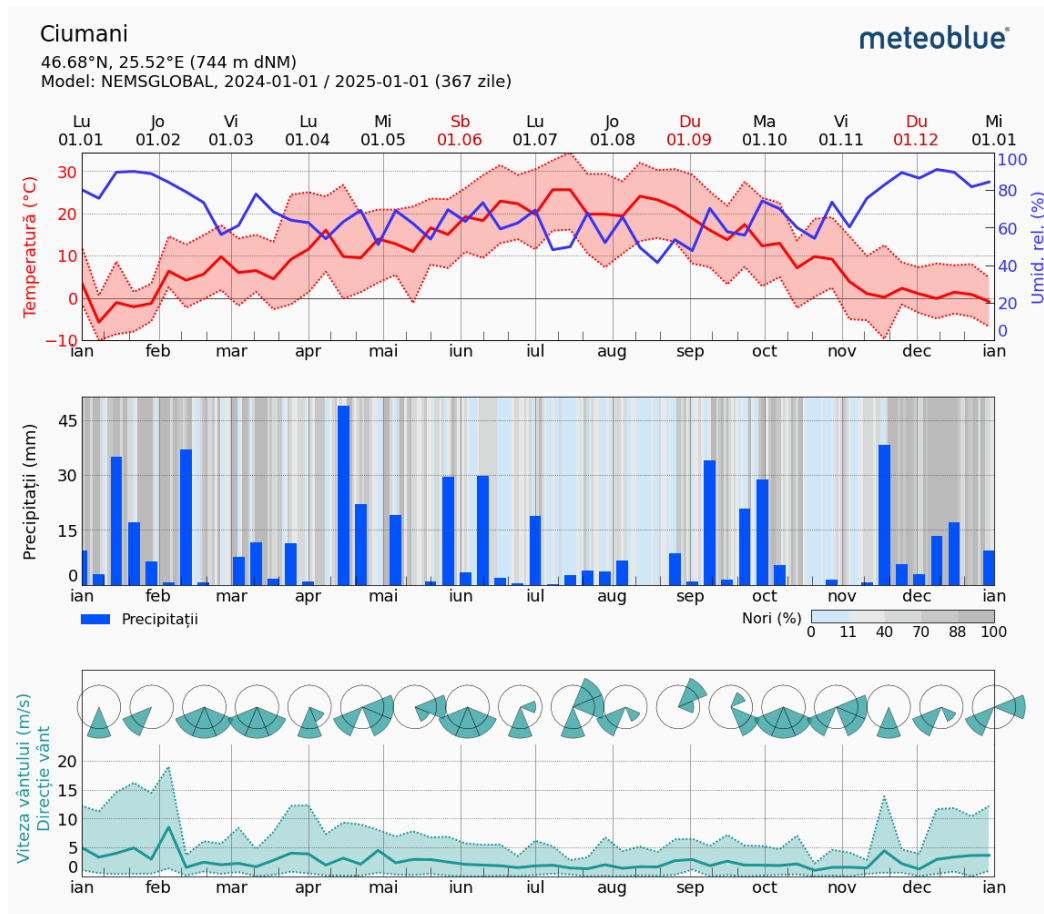 Ciumani
meteoblue
46.68°N, 25.52°E (744 m dNM)
Model: NEMSGLOBAL, 2024-01-01 / 2025-01-01 (367 zile)
Lu Jo Vi Lu Mi Sb Lu Jo Du Ma Vi Du Mi
01.01 01.02 01.03 01.04 01.05 01.06 01.07 01.08 01.09 01.10 01.11 01.12 01.01
Temperatură (°C)
30
20
10
0
−10
100
80
60
40
20
0
Umid. rel. (%)
ian feb mar apr mai iun iul aug sep oct nov dec ian
Precipitații (mm)
45
30
15
0
ian feb mar apr mai iun iul aug sep oct nov dec ian
Precipitații
Nori (%)
0 11 40 70 88 100
Viteza vântului (m/s)
Direcție vânt
20
15
10
5
0
ian feb mar apr mai iun iul aug sep oct nov dec ian